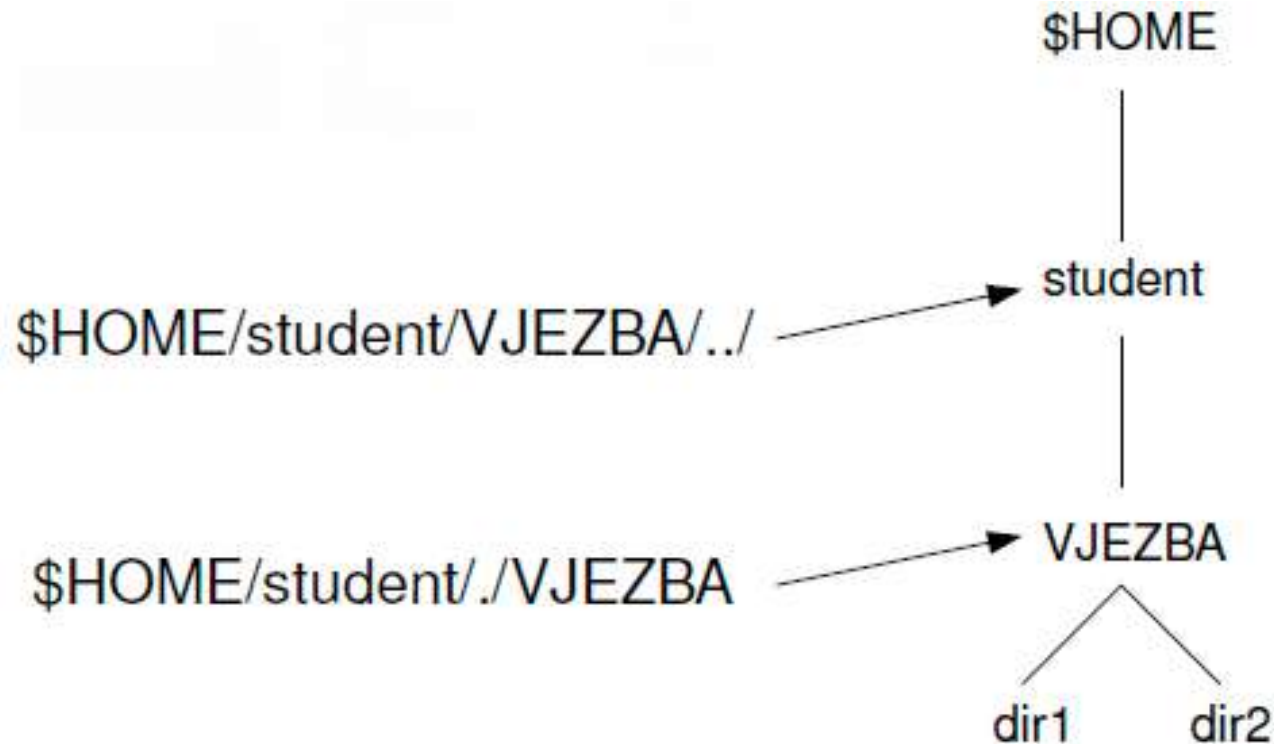 $HOME
student
$HOME/student/VJEZBA/../
VJEZBA
$HOME/student/./VJEZBA
dir1 dir2